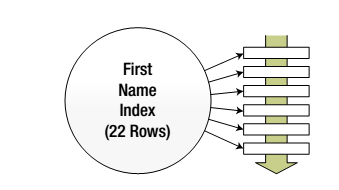 First
Name
Index
(22 Rows)